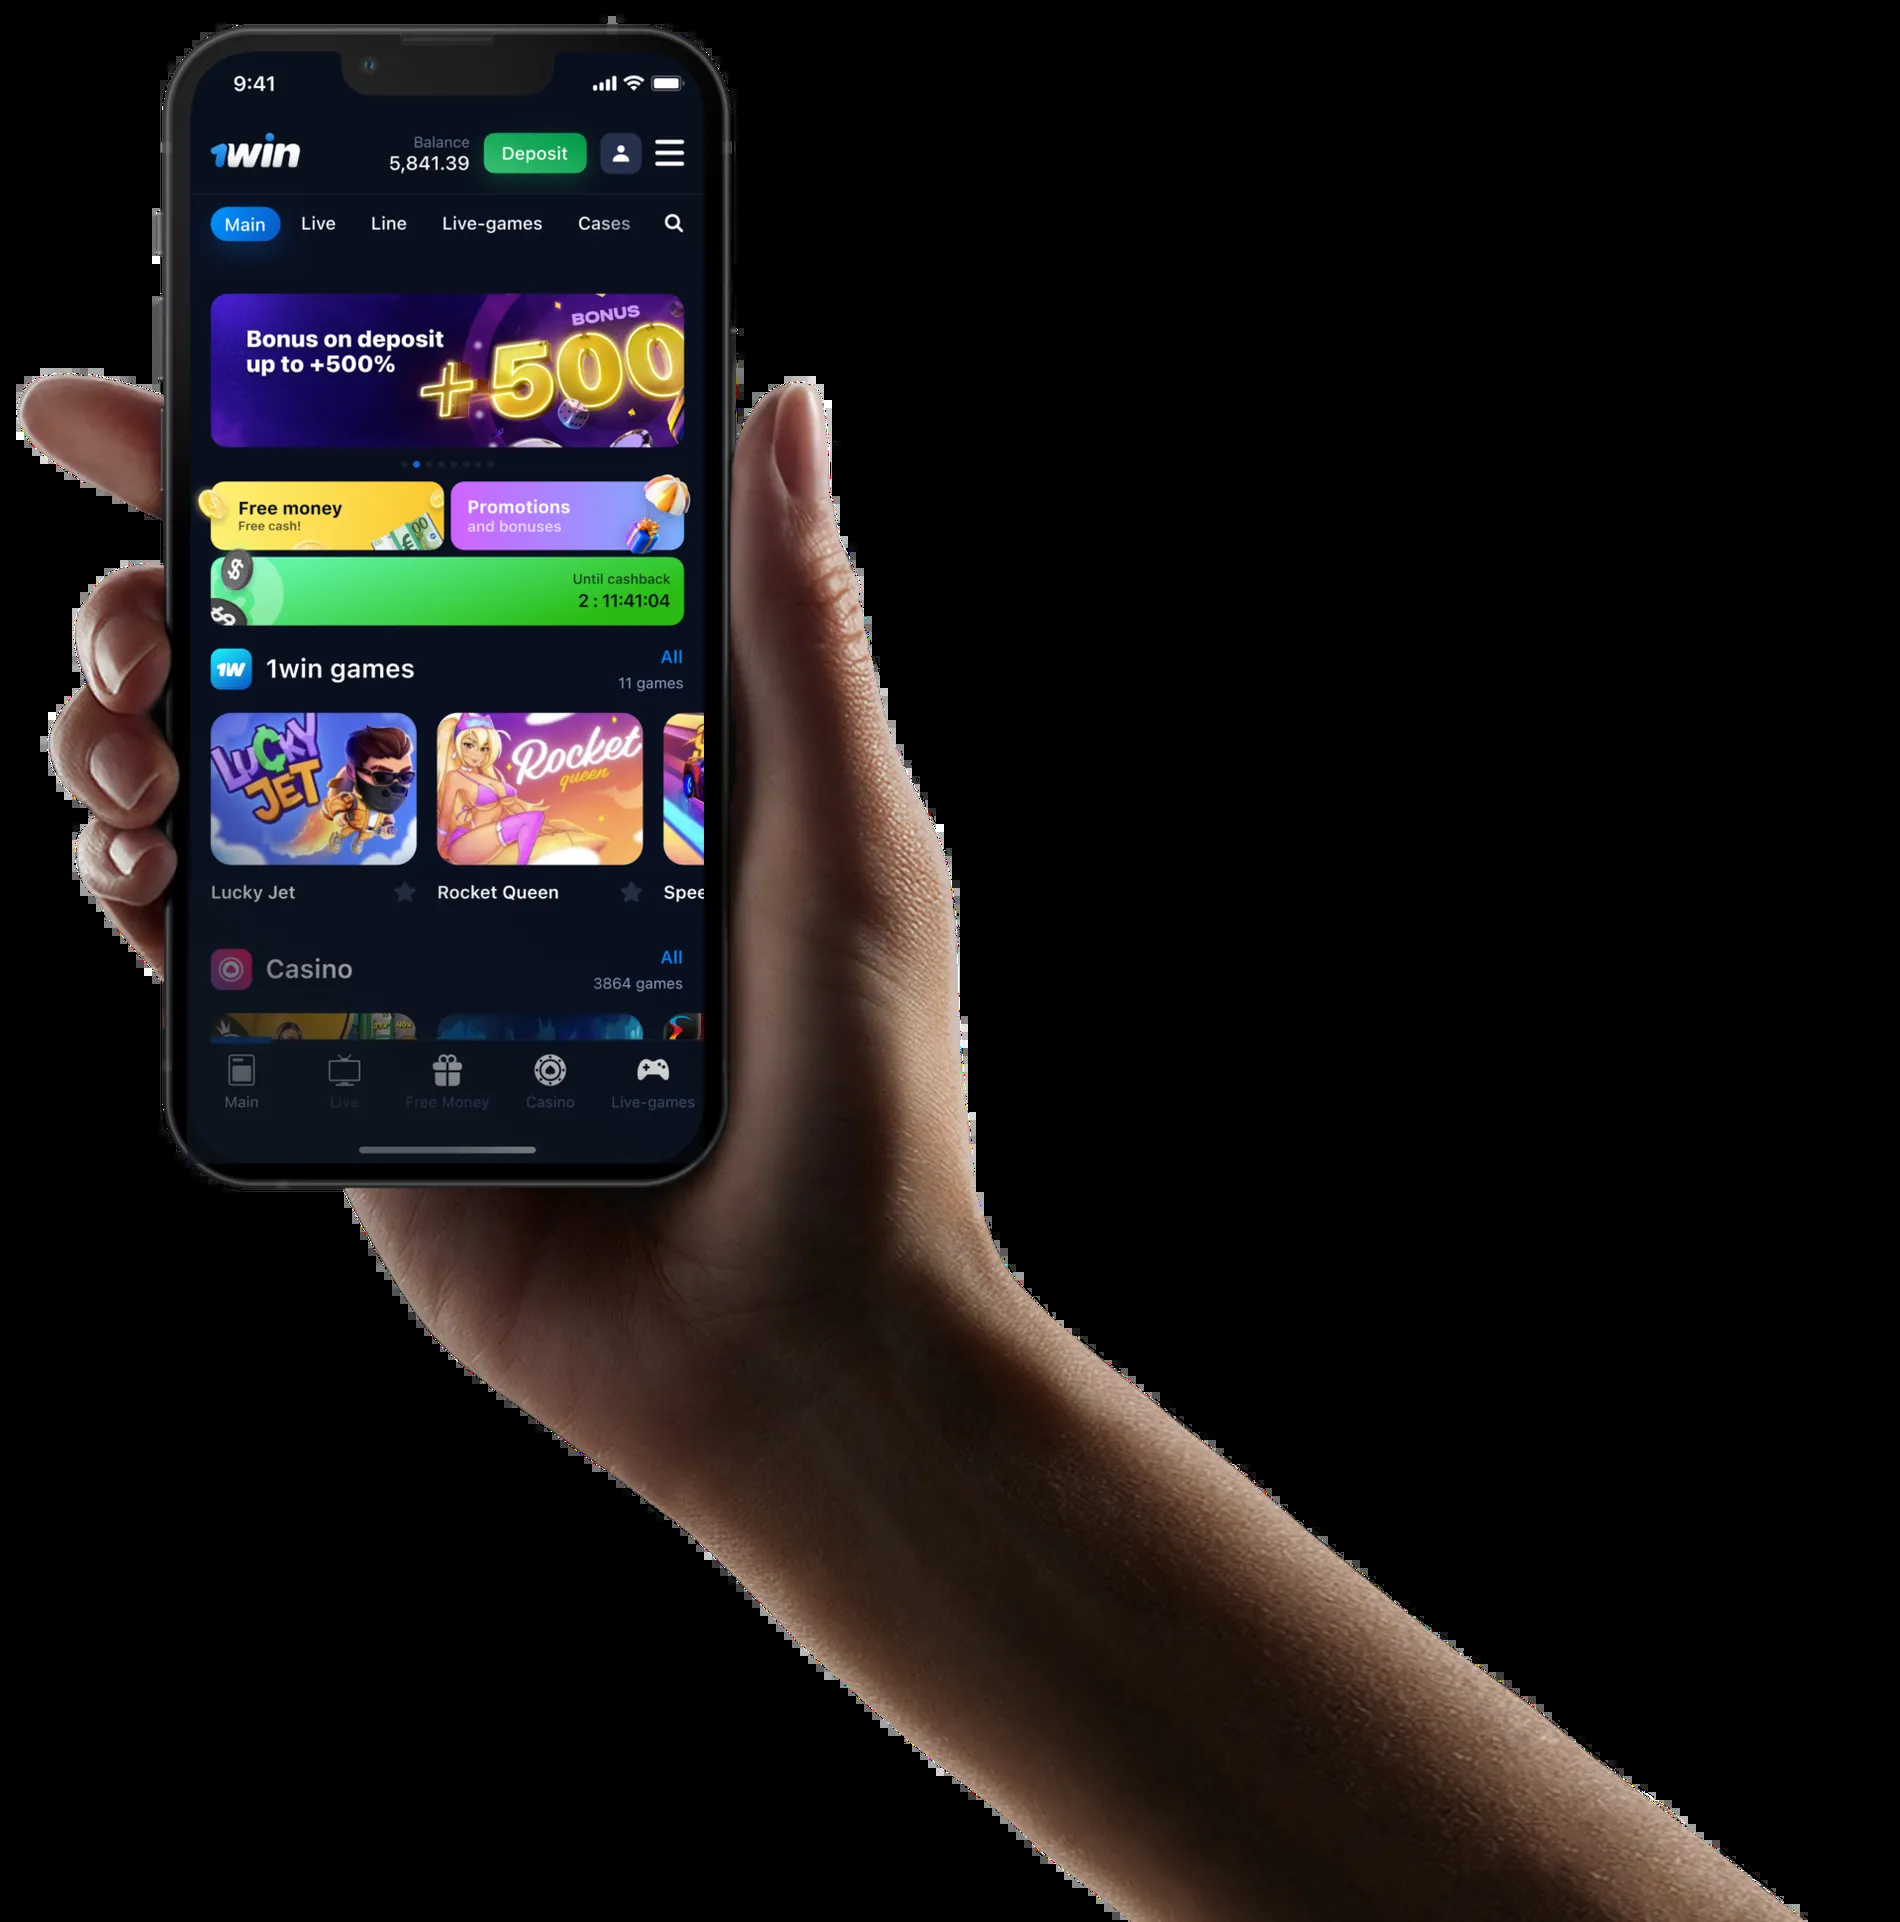 9:41
1win
Balance
5,841.39
Deposit
Main
Live
Line
Live-games
Cases
BONUS
Bonus on deposit
up to +500%
+500
Free money
Free cash!
Promotions
and bonuses
Until cashback
2 : 11:41:04
1W
1win games
All
11 games
LUCKY
JET
Rocket
queen
Lucky Jet
Rocket Queen
Spee
Casino
All
3864 games
Main
Live
Free Money
Casino
Live-games